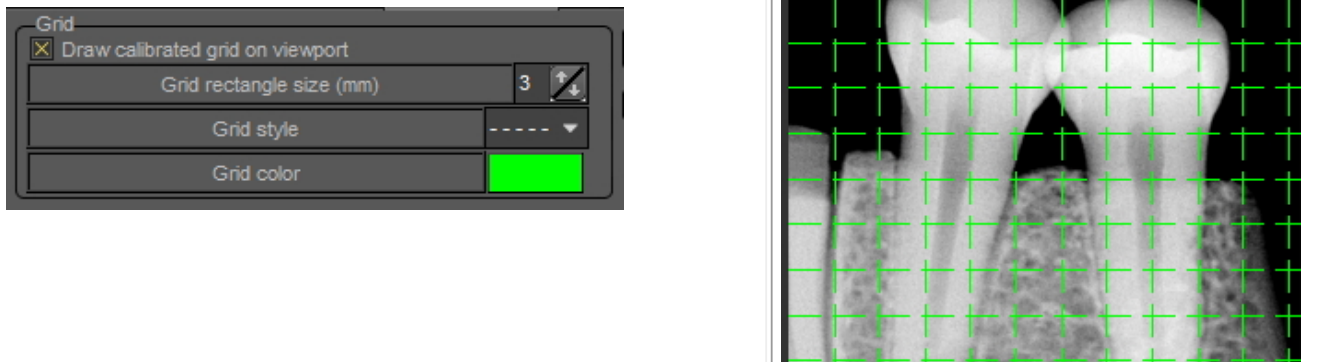 Grid
Draw calibrated grid on viewport
Grid rectangle size (mm) 3
Grid style -----
Grid color